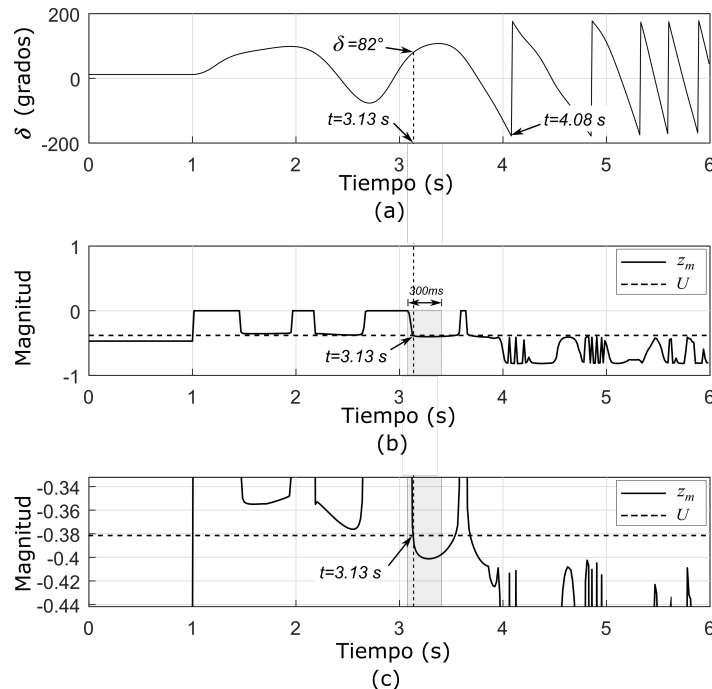 200
0
-200
δ (grados)
δ=82°
t=3.13 s
t=4.08 s
0 1 2 3 4 5 6
Tiempo (s)
(a)
1
0
-1
Magnitud
300ms
t=3.13 s
z_m
U
0 1 2 3 4 5 6
Tiempo (s)
(b)
-0.34
-0.36
-0.38
-0.4
-0.42
-0.44
Magnitud
t=3.13 s
z_m
U
0 1 2 3 4 5 6
Tiempo (s)
(c)